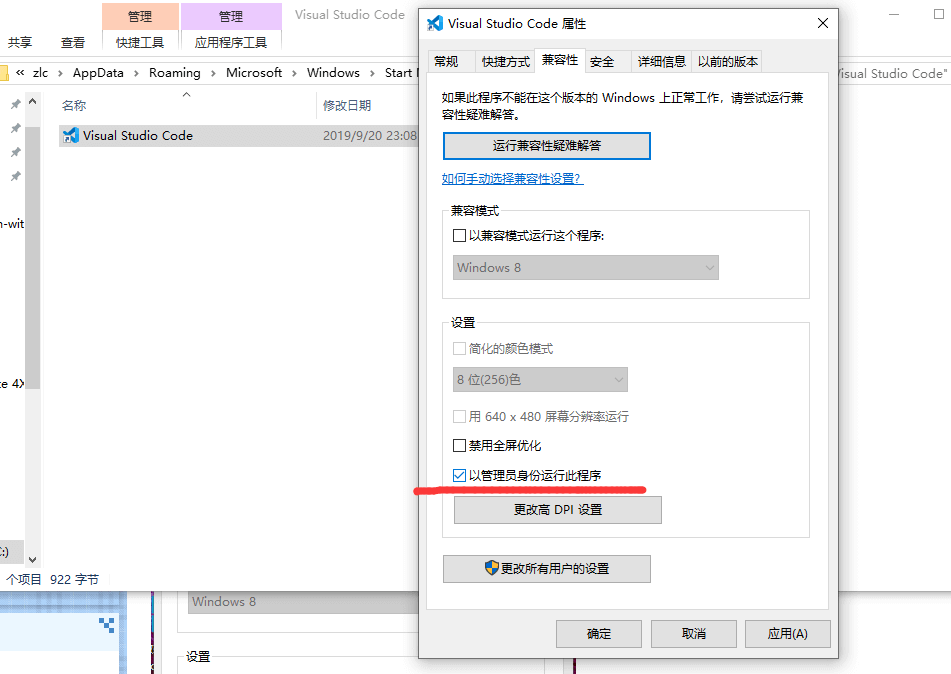 管理
管理
Visual Studio Code
共享
查看
快捷工具
应用程序工具
« zlc › AppData › Roaming › Microsoft › Windows › Start
Visual Studio Code"
名称
修改日期
Visual Studio Code
2019/9/20 23:08
n-wit
te 4X
:)
个项目 922 字节
Visual Studio Code 属性
常规
快捷方式
兼容性
安全
详细信息
以前的版本
如果此程序不能在这个版本的 Windows 上正常工作，请尝试运行兼
容性疑难解答。
运行兼容性疑难解答
如何手动选择兼容性设置?
兼容模式
以兼容模式运行这个程序:
Windows 8
设置
简化的颜色模式
8 位(256)色
用 640 x 480 屏幕分辨率运行
禁用全屏优化
以管理员身份运行此程序
更改高 DPI 设置
更改所有用户的设置
确定
取消
应用(A)
Windows 8
设置